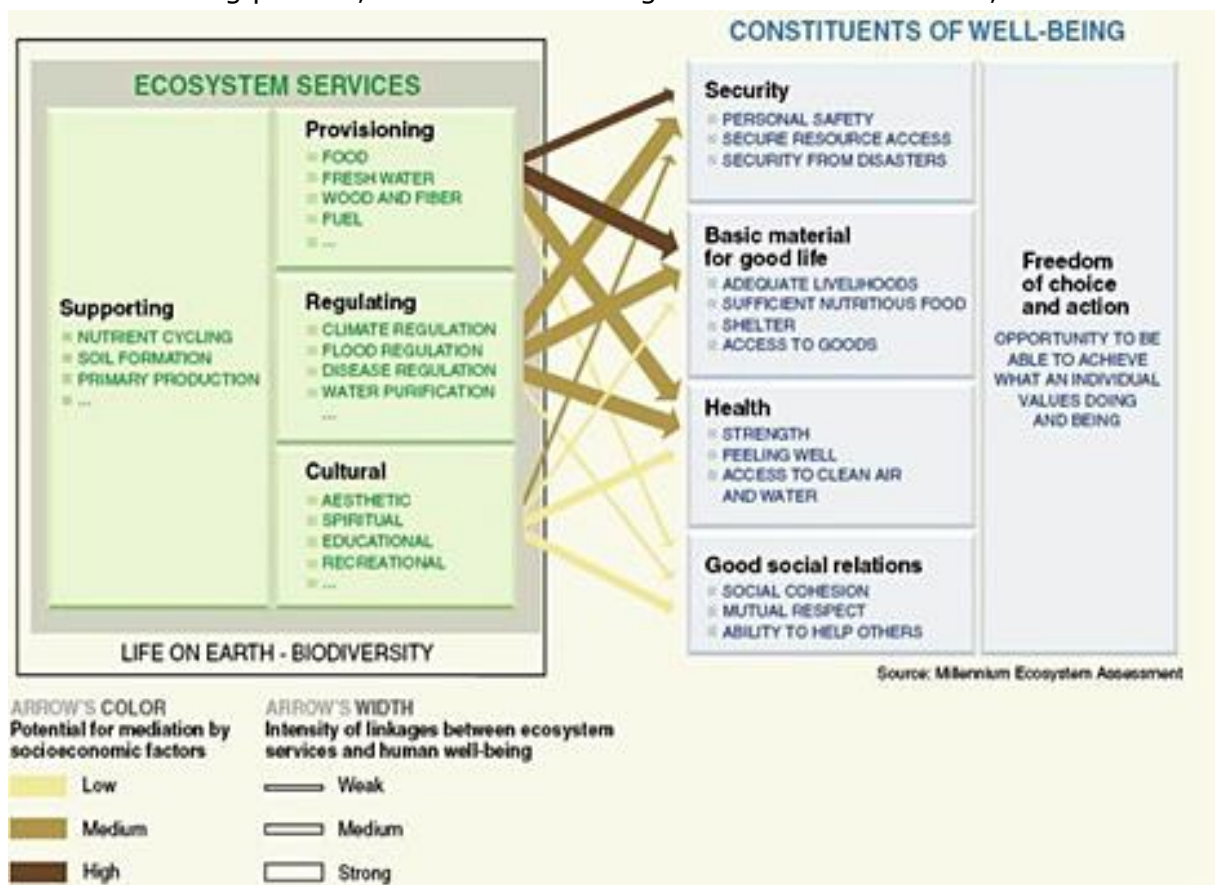 CONSTITUENTS OF WELL-BEING
ECOSYSTEM SERVICES
Supporting
NUTRIENT CYCLING
SOIL FORMATION
PRIMARY PRODUCTION
...
Provisioning
FOOD
FRESH WATER
WOOD AND FIBER
FUEL
...
Regulating
CLIMATE REGULATION
FLOOD REGULATION
DISEASE REGULATION
WATER PURIFICATION
...
Cultural
AESTHETIC
SPIRITUAL
EDUCATIONAL
RECREATIONAL
...
LIFE ON EARTH - BIODIVERSITY
Security
PERSONAL SAFETY
SECURE RESOURCE ACCESS
SECURITY FROM DISASTERS
Basic material
for good life
ADEQUATE LIVELIHOODS
SUFFICIENT NUTRITIOUS FOOD
SHELTER
ACCESS TO GOODS
Health
STRENGTH
FEELING WELL
ACCESS TO CLEAN AIR
AND WATER
Good social relations
SOCIAL COHESION
MUTUAL RESPECT
ABILITY TO HELP OTHERS
Freedom
of choice
and action
OPPORTUNITY TO BE
ABLE TO ACHIEVE
WHAT AN INDIVIDUAL
VALUES DOING
AND BEING
Source: Millennium Ecosystem Assessment
ARROW'S COLOR
Potential for mediation by
socioeconomic factors
Low
Medium
High
ARROW'S WIDTH
Intensity of linkages between ecosystem
services and human well-being
Weak
Medium
Strong